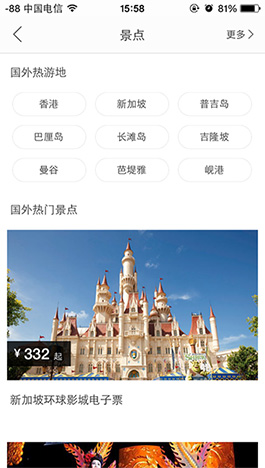 -88 中国电信 15:58 81%
景点 更多
国外热游地
香港 新加坡 普吉岛
巴厘岛 长滩岛 吉隆坡
曼谷 芭堤雅 岘港
国外热门景点
¥332起
新加坡环球影城电子票